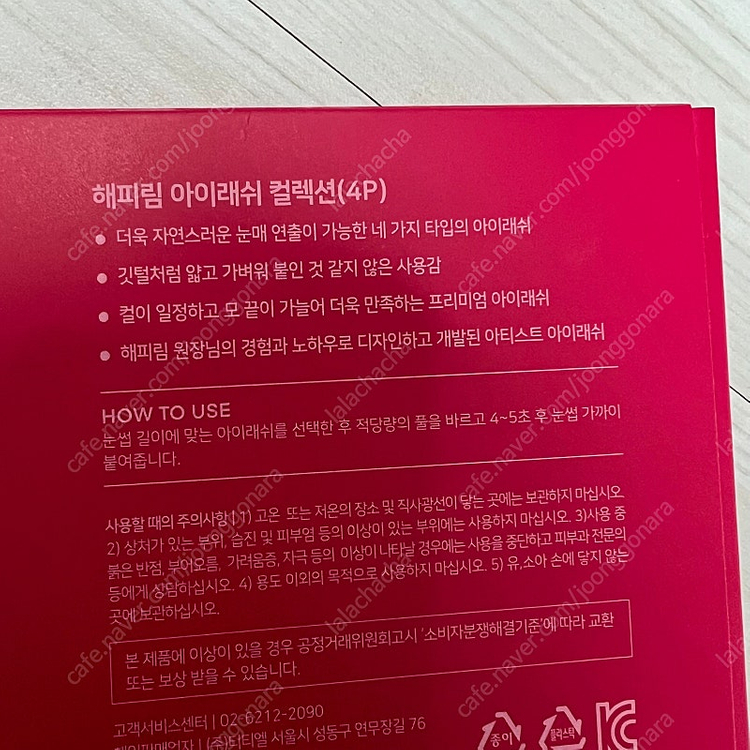 해피림 아이래쉬 컬렉션(4P)
• 더욱 자연스러운 눈매 연출이 가능한 네 가지 타입의 아이래쉬
• 깃털처럼 얇고 가벼워 붙인 것 같지 않은 사용감
• 컬이 일정하고 모 끝이 가늘어 더욱 만족하는 프리미엄 아이래쉬
• 해피림 원장님의 경험과 노하우로 디자인하고 개발된 아티스트 아이래쉬
HOW TO USE
눈썹 길이에 맞는 아이래쉬를 선택한 후 적당량의 풀을 바르고 4~5초 후 눈썹 가까이
붙여줍니다.
사용할 때의 주의사항 | 1) 고온 또는 저온의 장소 및 직사광선이 닿는 곳에는 보관하지 마십시오.
2) 상처가 있는 부위, 습진 및 피부염 등의 이상이 있는 부위에는 사용하지 마십시오. 3)사용 중
붉은 반점, 부어오름, 가려움증, 자극 등의 이상이 나타날 경우에는 사용을 중단하고 피부과 전문의
등에게 상담하십시오. 4) 용도 이외의 목적으로 사용하지 마십시오. 5) 유,소아 손에 닿지 않는
곳에 보관하십시오.
본 제품에 이상이 있을 경우 공정거래위원회고시 '소비자분쟁해결기준'에 따라 교환
또는 보상 받을 수 있습니다.
고객서비스센터 | 02-6212-2090
(주)티티엘 서울시 성동구 연무장길 76
종이
플라스틱
cafe.naver.com/joonggonara
lalachacha